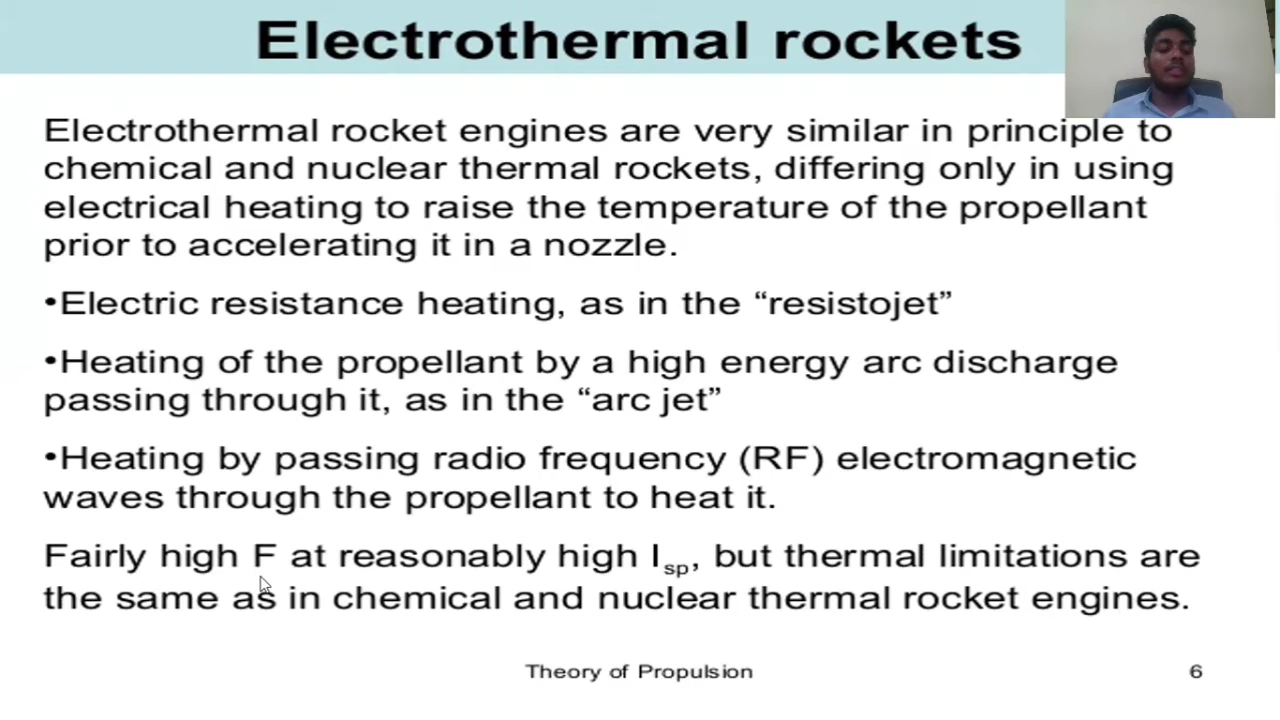 Electrothermal rockets
Electrothermal rocket engines are very similar in principle to
chemical and nuclear thermal rockets, differing only in using
electrical heating to raise the temperature of the propellant
prior to accelerating it in a nozzle.
•Electric resistance heating, as in the “resistojet”
•Heating of the propellant by a high energy arc discharge
passing through it, as in the “arc jet”
•Heating by passing radio frequency (RF) electromagnetic
waves through the propellant to heat it.
Fairly high F at reasonably high Isp, but thermal limitations are
the same as in chemical and nuclear thermal rocket engines.
Theory of Propulsion
6